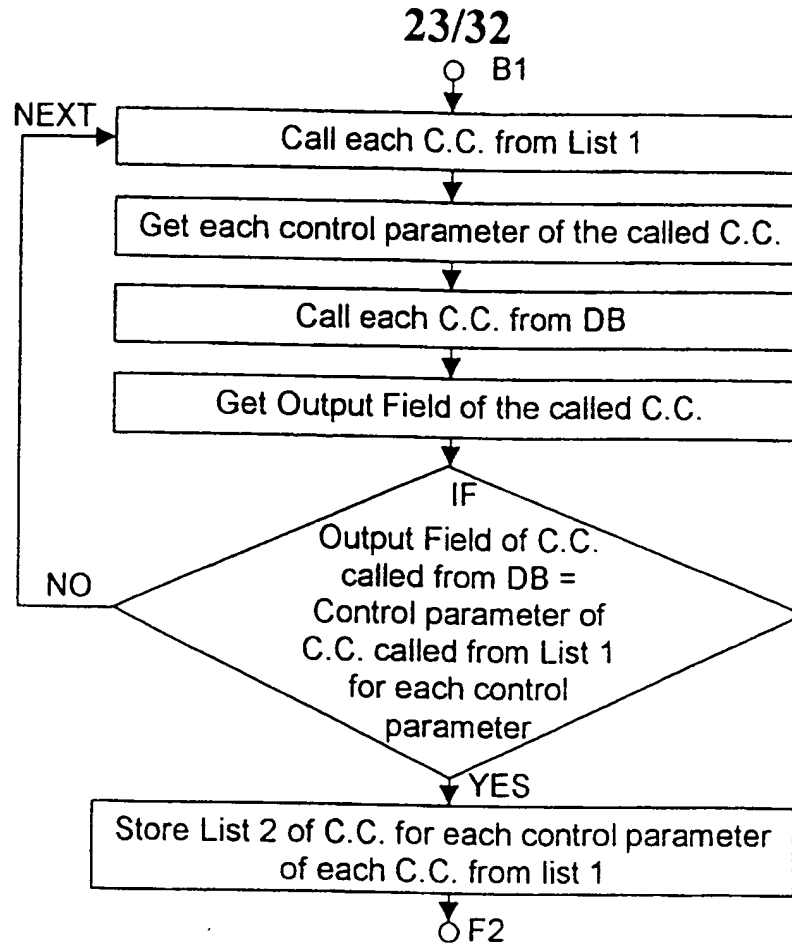 23/32
B1
NEXT
Call each C.C. from List 1
Get each control parameter of the called C.C.
Call each C.C. from DB
Get Output Field of the called C.C.
IF
Output Field of C.C.
called from DB =
Control parameter of
C.C. called from List 1
for each control
parameter
NO
YES
Store List 2 of C.C. for each control parameter
of each C.C. from list 1
F2